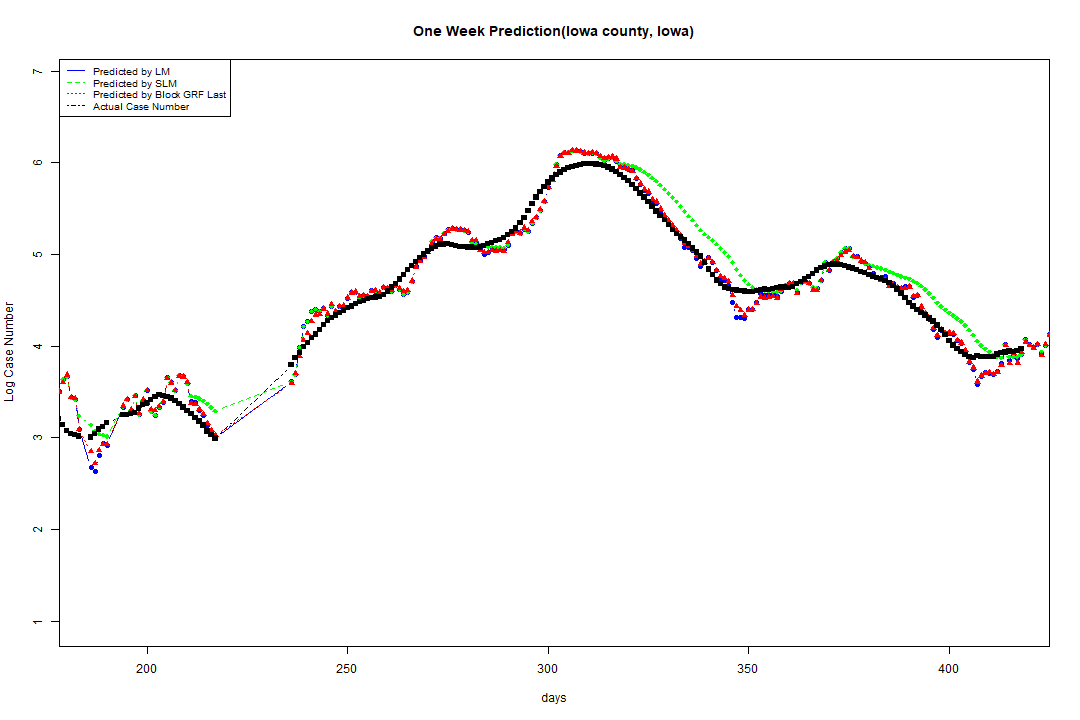 One Week Prediction(Iowa county, Iowa)
Predicted by LM
Predicted by SLM
Predicted by Block GRF Last
Actual Case Number
Log Case Number
7
6
5
4
3
2
1
200 250 300 350 400
days